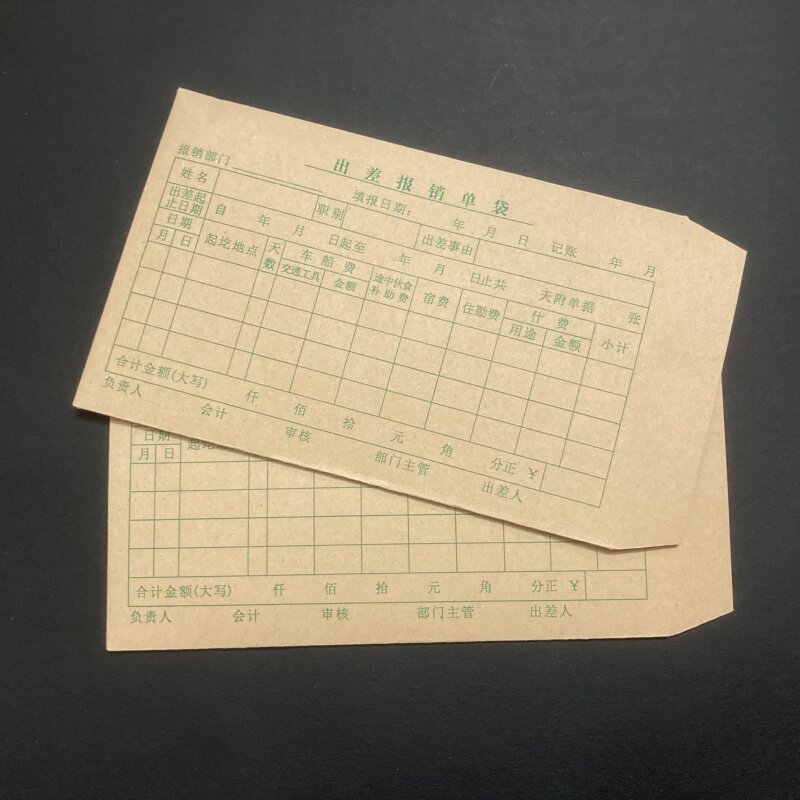 出差报销单袋
报销部门 填报日期： 年 月 日 记账 年 月
姓名 职别 出差事由
出差起止日期 自 年 月 日起至 年 月 日止共 天附单据 张
日期 起圪地点 天数 车船费 途中伙食补助费 宿费 住勤费 什费 小计
月 日 交通工具 金额 用途 金额
合计金额(大写) 仟 佰 拾 元 角 分正 ¥
负责人 会计 审核 部门主管 出差人
日期
月 日
合计金额(大写) 仟 佰 拾 元 角 分正 ¥
负责人 会计 审核 部门主管 出差人